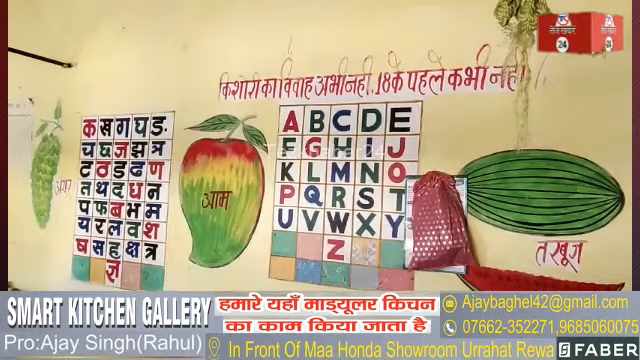 तेज खबर
24
किशोरी का विवाह अभी नही, 18 के पहले कभी नही!
क ख ग घ ङ
च छ ज झ ञ
ट ठ ड ढ ण
त थ द ध न
प फ ब भ म
य र ल व श
ष स ह क्ष त्र
ज्ञ
आम
A B C D E
F G H I J
K L M N O
P Q R S T
U V W X Y
Z
तरबूज
SMART KITCHEN GALLERY
Pro:Ajay Singh(Rahul)
हमारे यहाँ माड्यूलर किचन
का काम किया जाता है
Ajaybaghel42@gmail.com
07662-352271,9685060075
In Front Of Maa Honda Showroom Urrahat Rewa
FABER